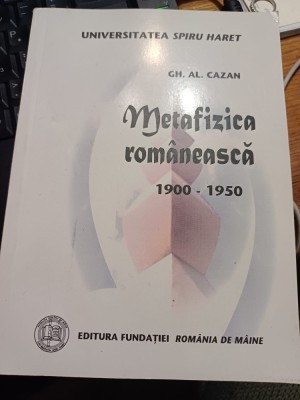 UNIVERSITATEA SPIRU HARET
GH. AL. CAZAN
Metafizica
românească
1900 - 1950
EDITURA FUNDAŢIEI ROMÂNIA DE MÂINE